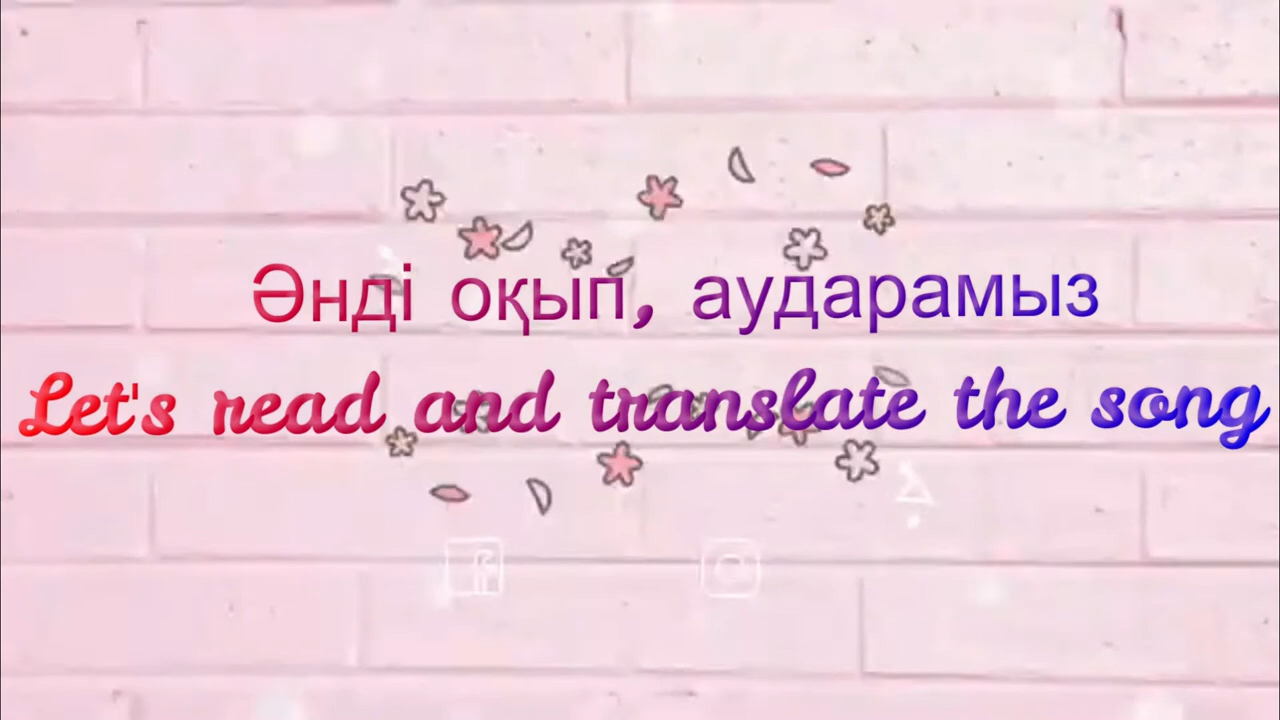 Әнді оқып, аударамыз
Let's read and translate the song